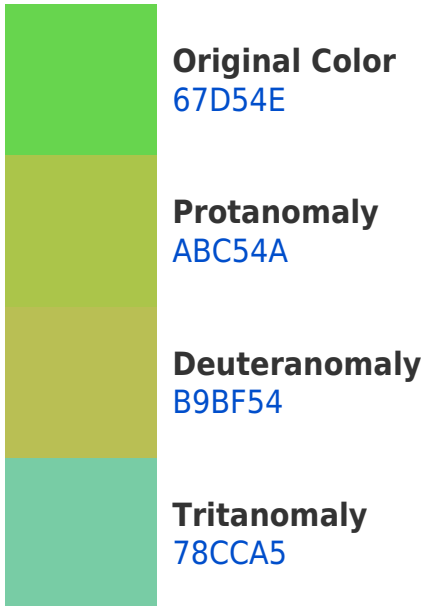 Original Color
67D54E
Protanomaly
ABC54A
Deuteranomaly
B9BF54
Tritanomaly
78CCA5